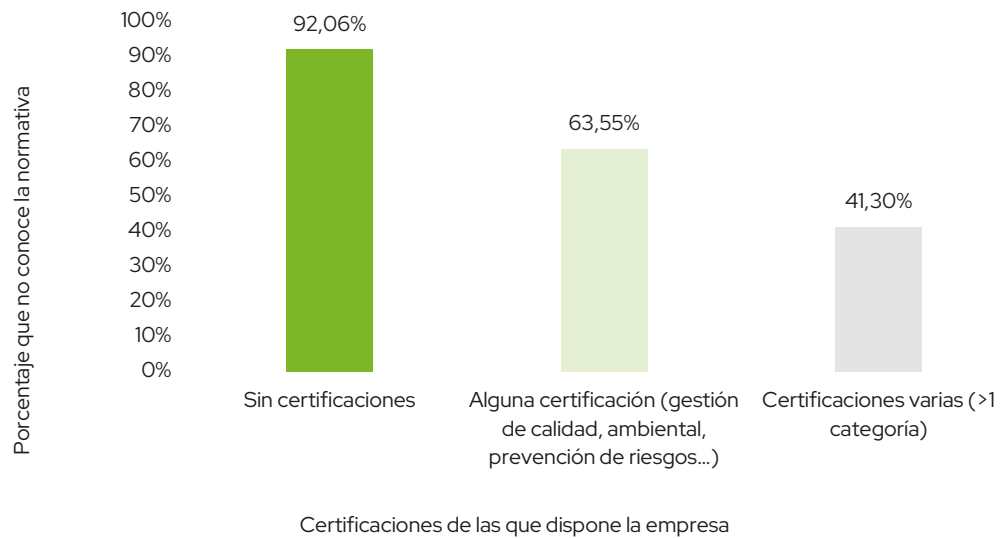 Porcentaje que no conoce la normativa
100%
90%
80%
70%
60%
50%
40%
30%
20%
10%
0%
92,06%
63,55%
41,30%
Sin certificaciones
Alguna certificación (gestión
de calidad, ambiental,
prevención de riesgos...)
Certificaciones varias (>1
categoría)
Certificaciones de las que dispone la empresa